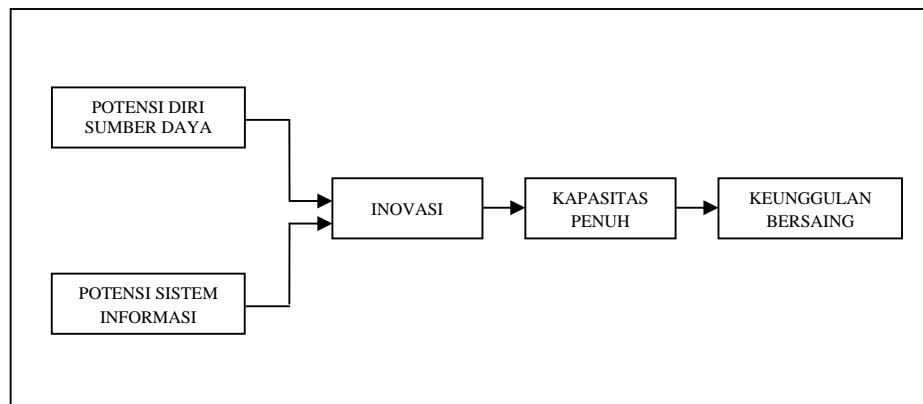 POTENSI DIRI
SUMBER DAYA
POTENSI SISTEM
INFORMASI
INOVASI
KAPASITAS
PENUH
KEUNGGULAN
BERSAING